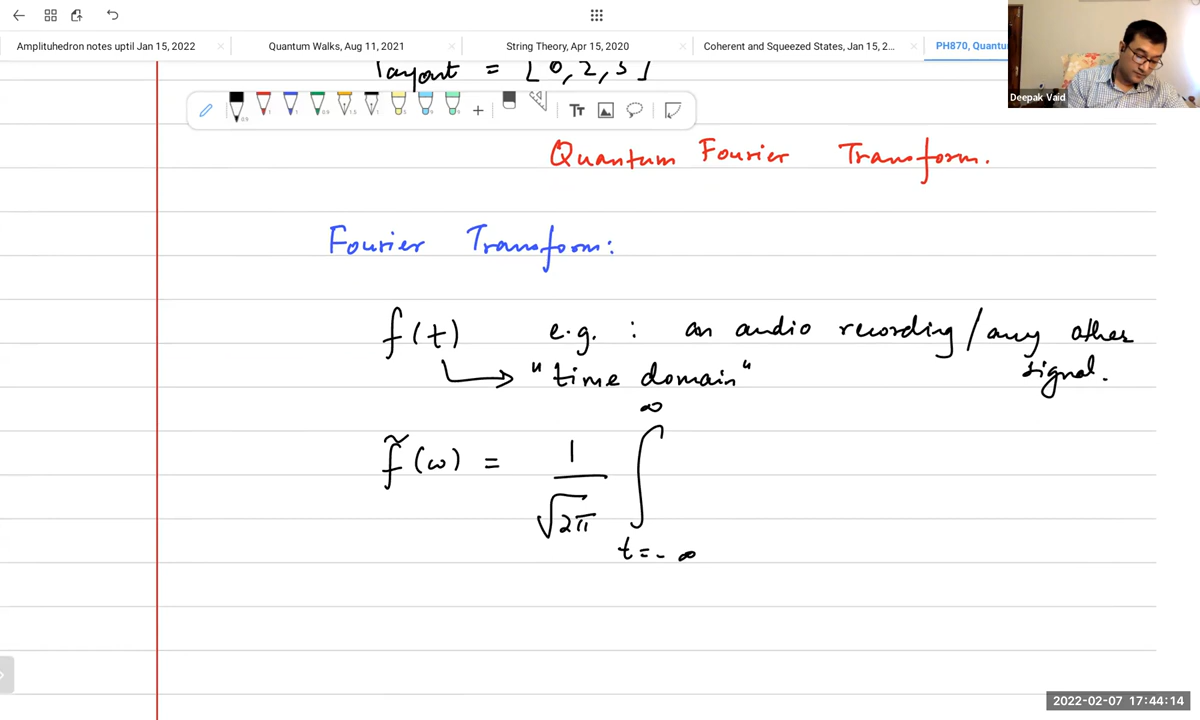 Amplituhedron notes uptil Jan 15, 2022
Quantum Walks, Aug 11, 2021
String Theory, Apr 15, 2020
Coherent and Squeezed States, Jan 15, 2...
PH870, Quantu
Deepak Vaid
layout = [0, 2, 3]
TT
Quantum Fourier Transform.
Fourier Transform:
f(t) e.g. : an audio recording / any other signal.
"time domain"
f̃(ω) = 1/√2π ∫ t=-∞ ∞
2022-02-07 17:44:14